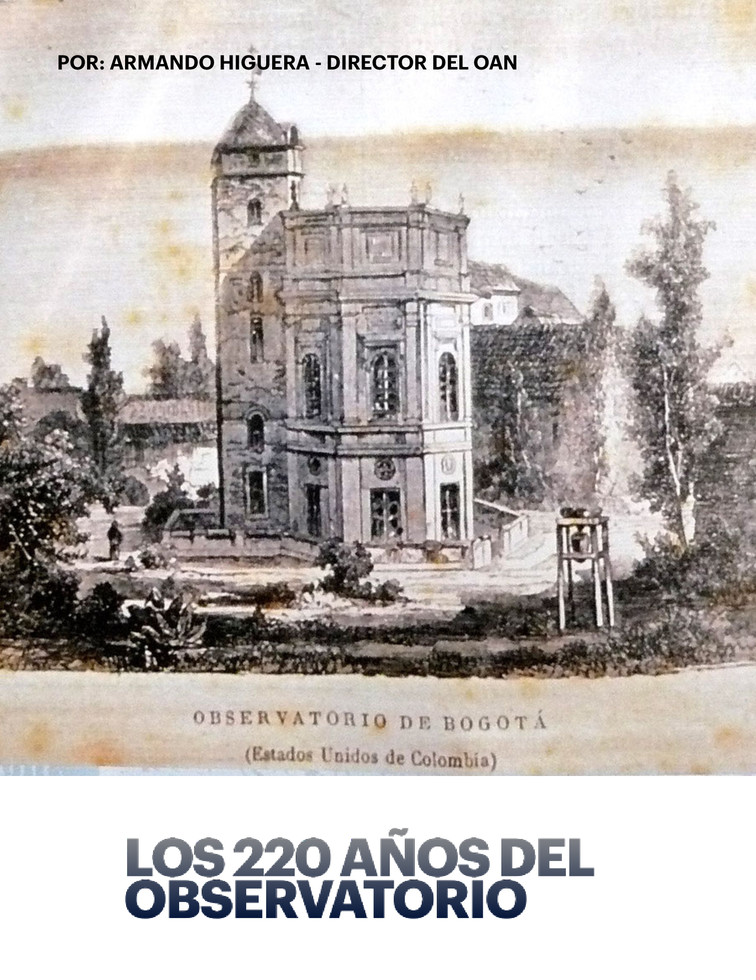 POR: ARMANDO HIGUERA - DIRECTOR DEL OAN
OBSERVATORIO DE BOGOTÁ
(Estados Unidos de Colombia)
LOS 220 AÑOS DEL
OBSERVATORIO